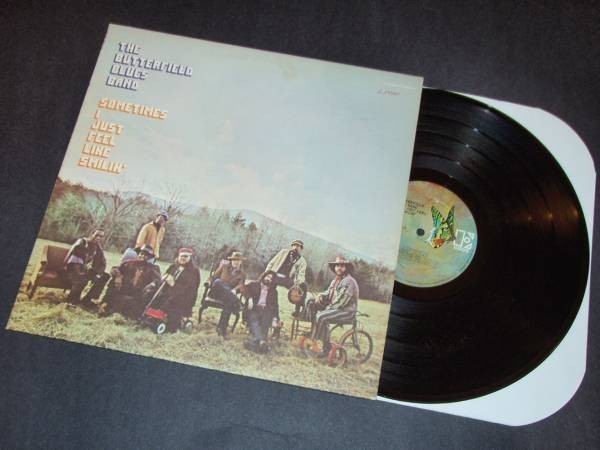 THE
BUTTERFIELD
BLUES
BAND
SOMETIMES
I
JUST
FEEL
LIKE
SMILIN'